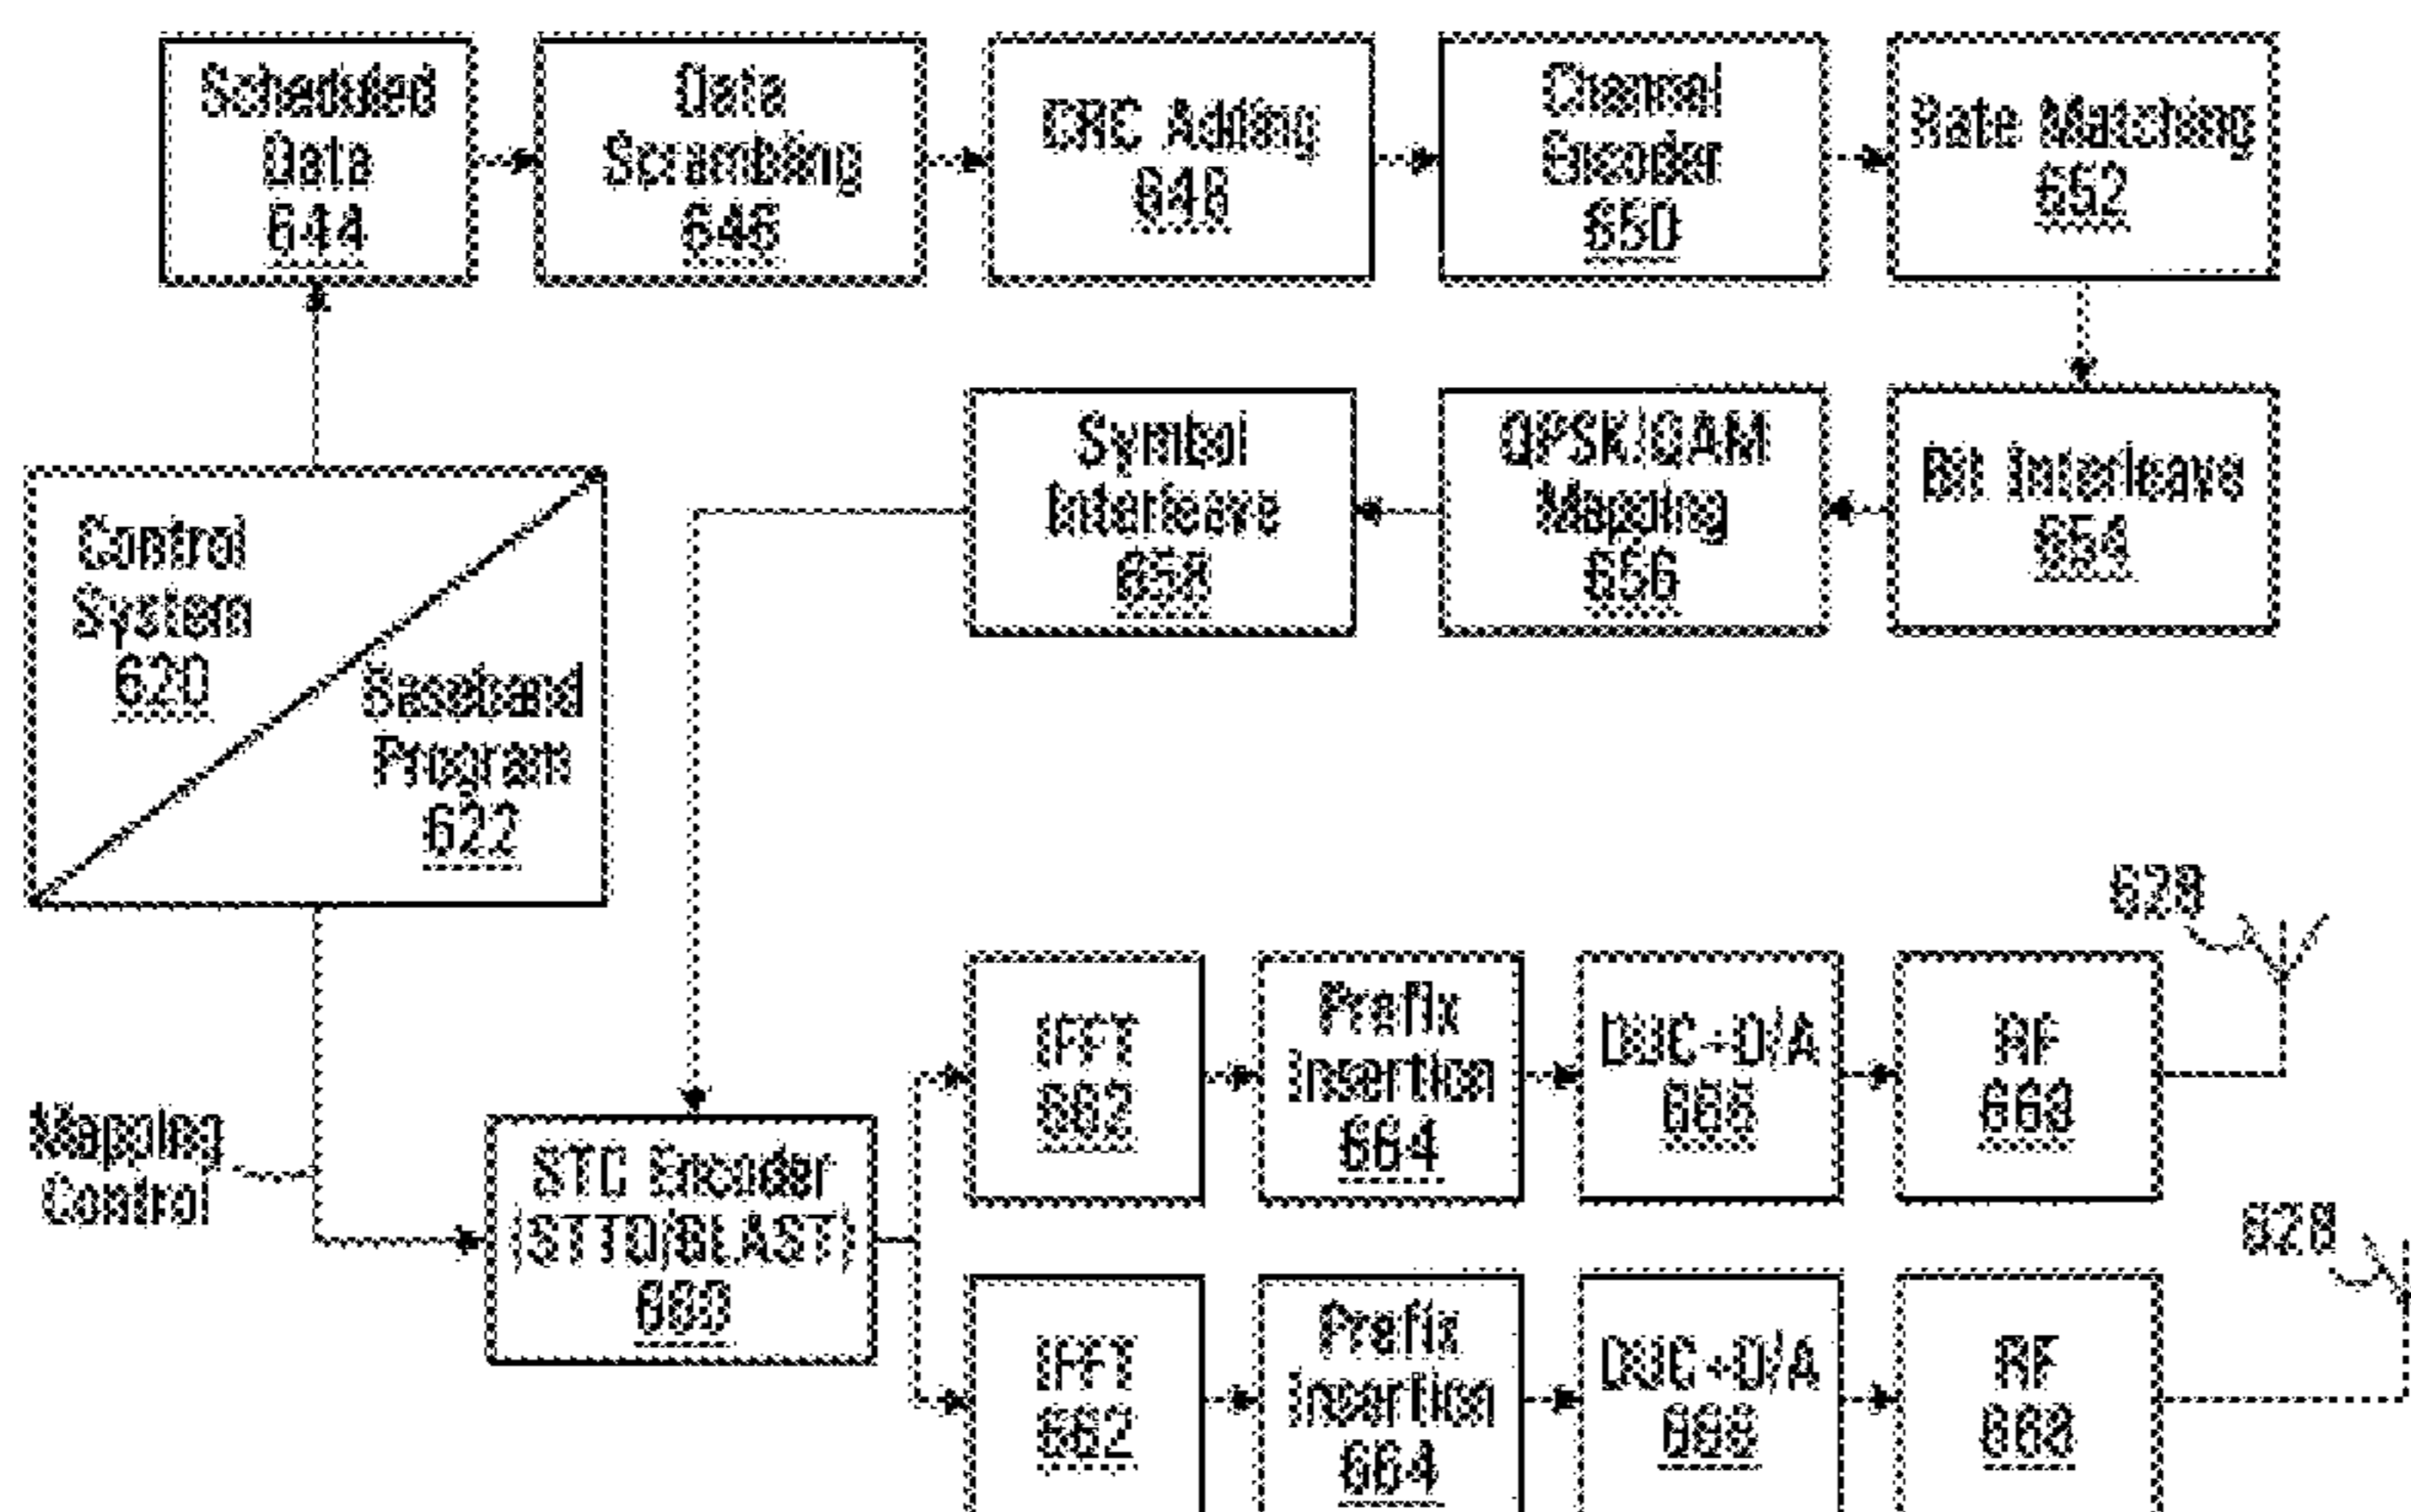 Scheduled
Data
644
Data
Scrambling
646
CRC Adding
648
Channel
Encoder
650
Rate Matching
652
Symbol
Interleave
658
QPSK/QAM
Mapping
656
Bit Interleave
654
Control
System
620
Baseband
Program
622
628
Mapping
Control
STC Encoder
(STTD/BLAST)
660
IFFT
662
Prefix
Insertion
664
DUC+D/A
666
RF
668
628
IFFT
662
Prefix
Insertion
664
DUC+D/A
666
RF
668